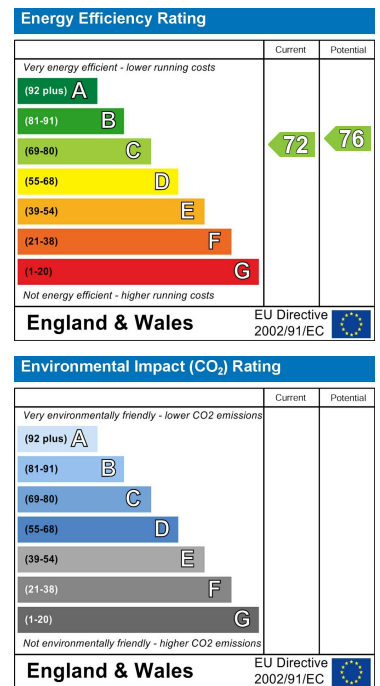 Energy Efficiency Rating
Current Potential
Very energy efficient - lower running costs
(92 plus) A
(81-91) B
(69-80) C
(55-68) D
(39-54) E
(21-38) F
(1-20) G
72 76
Not energy efficient - higher running costs
England & Wales
EU Directive
2002/91/EC
Environmental Impact (CO₂) Rating
Current Potential
Very environmentally friendly - lower CO2 emissions
(92 plus) A
(81-91) B
(69-80) C
(55-68) D
(39-54) E
(21-38) F
(1-20) G
Not environmentally friendly - higher CO2 emissions
England & Wales
EU Directive
2002/91/EC